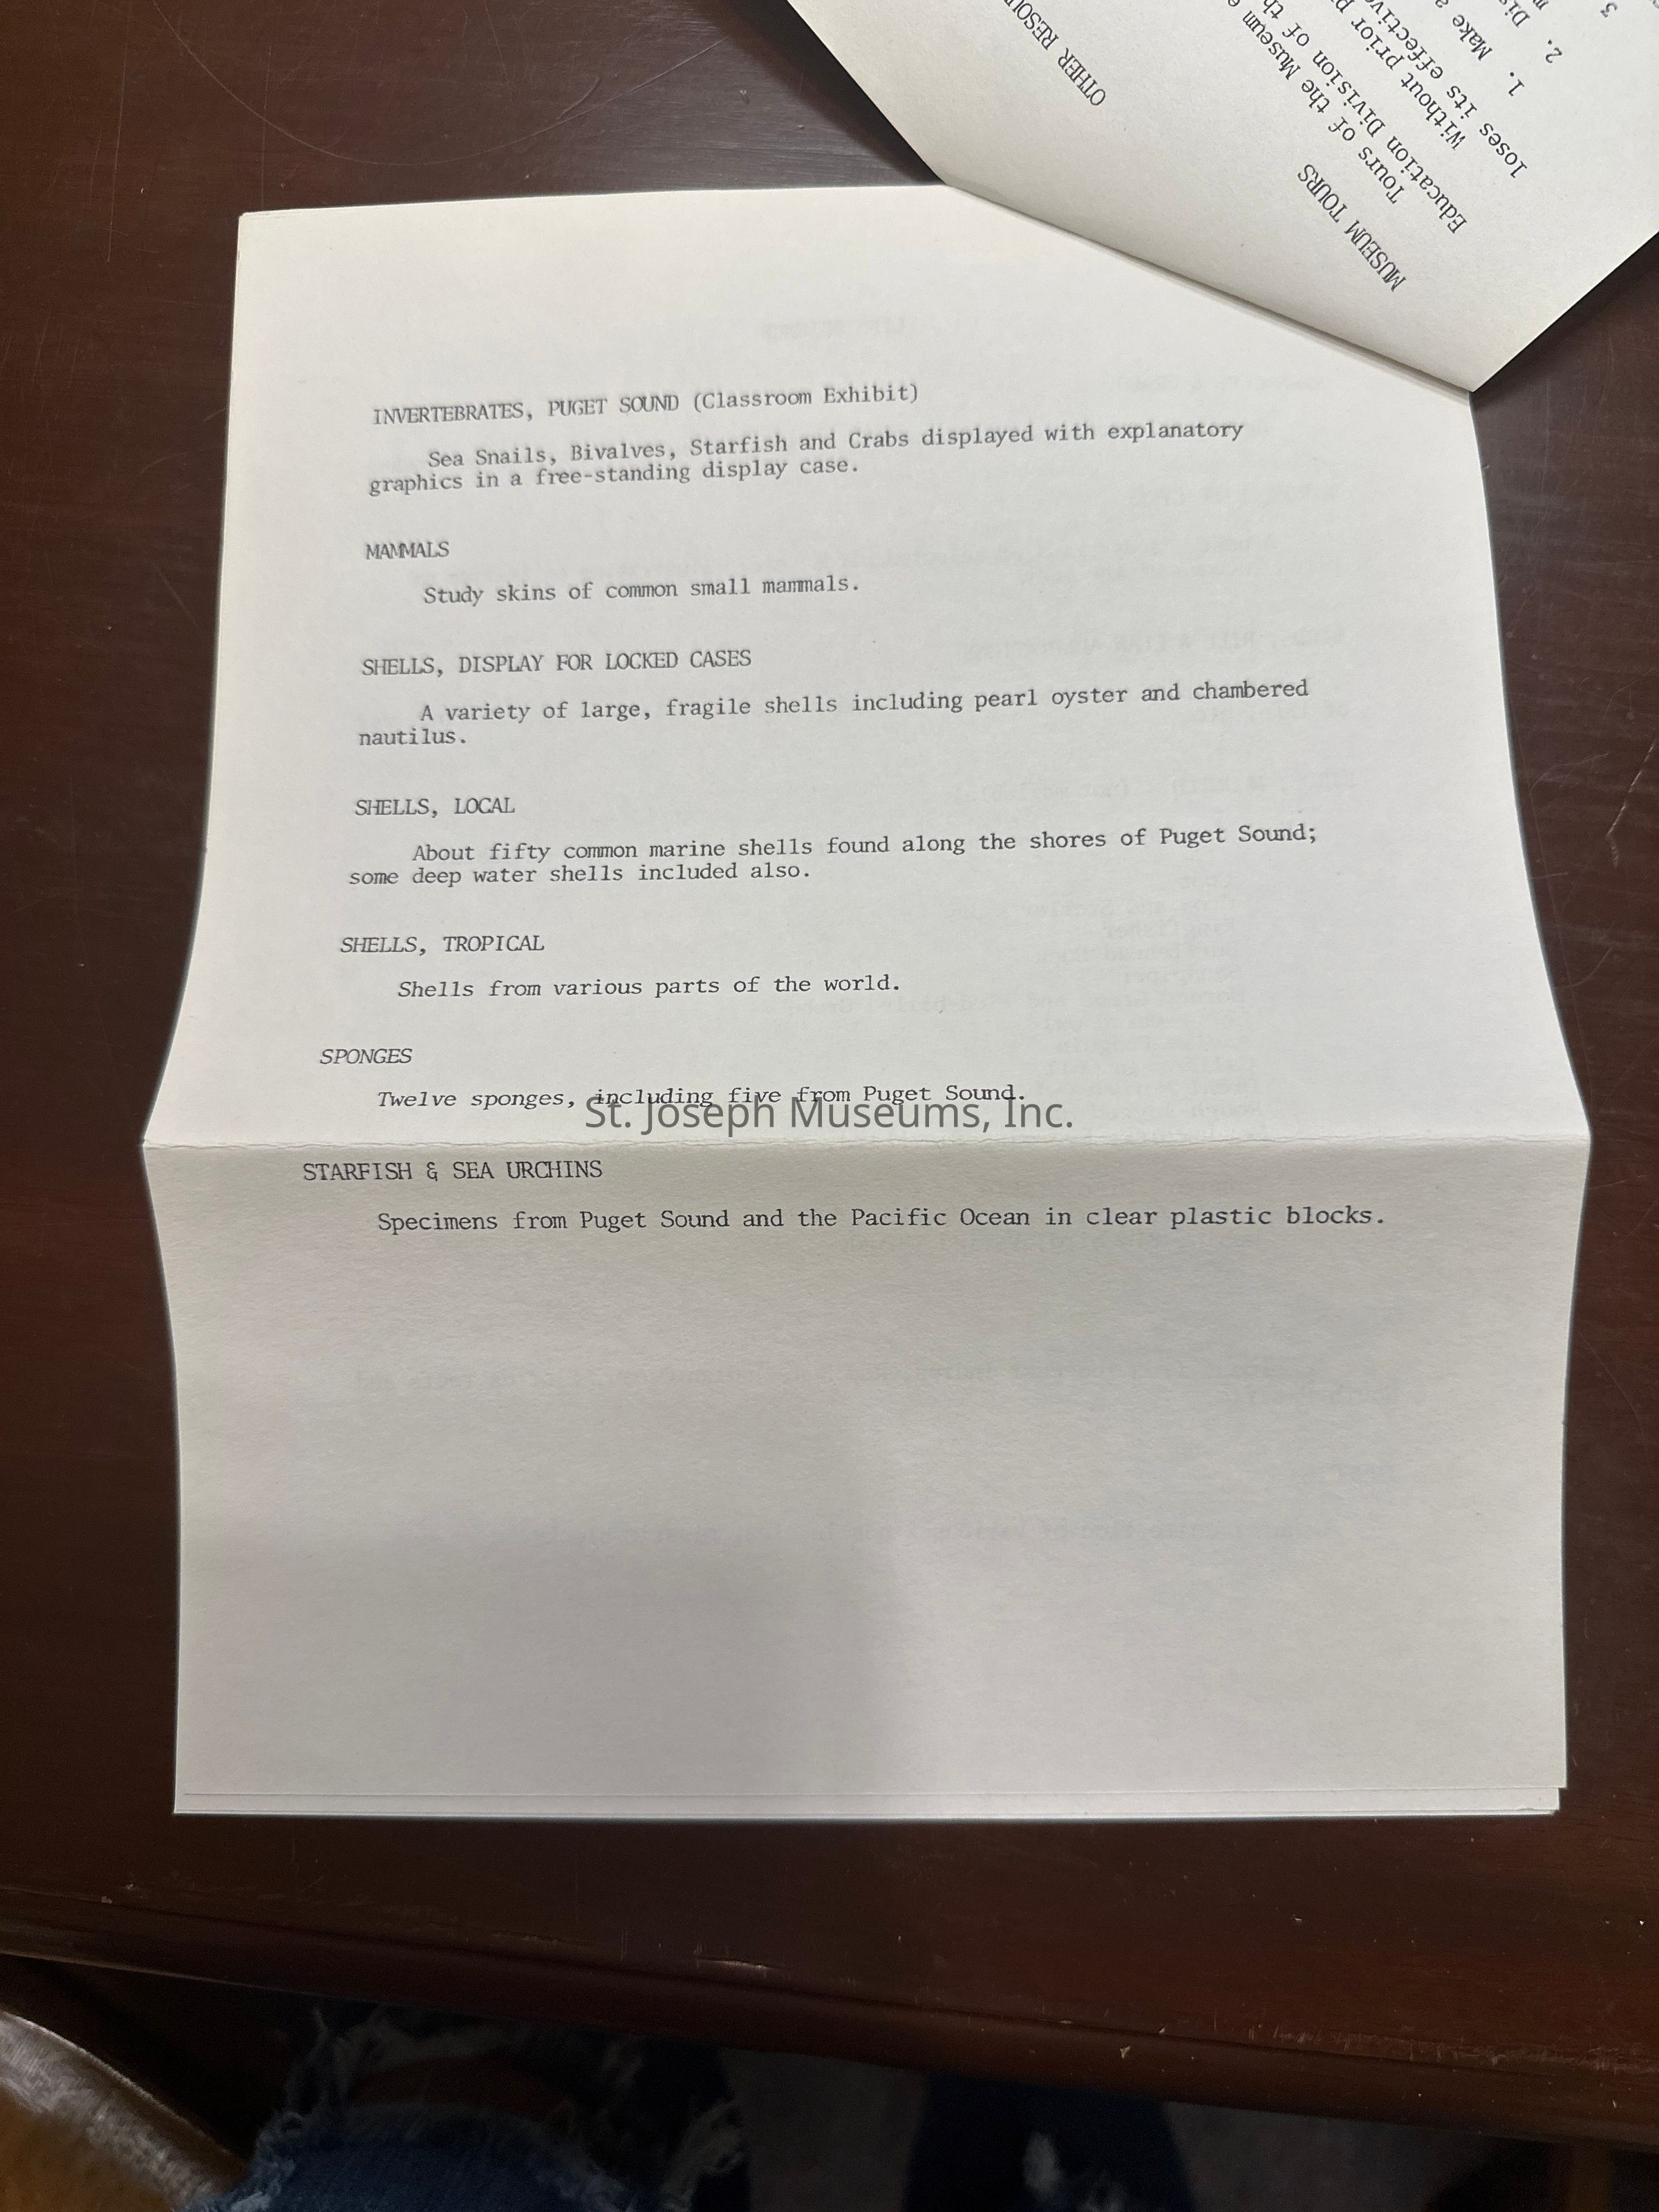 INVERTEBRATES, PUGET SOUND (Classroom Exhibit)
Sea Snails, Bivalves, Starfish and Crabs displayed with explanatory
graphics in a free-standing display case.
MAMMALS
Study skins of common small mammals.
SHELLS, DISPLAY FOR LOCKED CASES
A variety of large, fragile shells including pearl oyster and chambered
nautilus.
SHELLS, LOCAL
About fifty common marine shells found along the shores of Puget Sound;
some deep water shells included also.
SHELLS, TROPICAL
Shells from various parts of the world.
SPONGES
Twelve sponges, including five from Puget Sound.
St. Joseph Museums, Inc.
STARFISH & SEA URCHINS
Specimens from Puget Sound and the Pacific Ocean in clear plastic blocks.
MUSEUM TOURS
Tours of the Museum
Education Division of
Without prior
loses its
1. Make
2.
3
OTHER